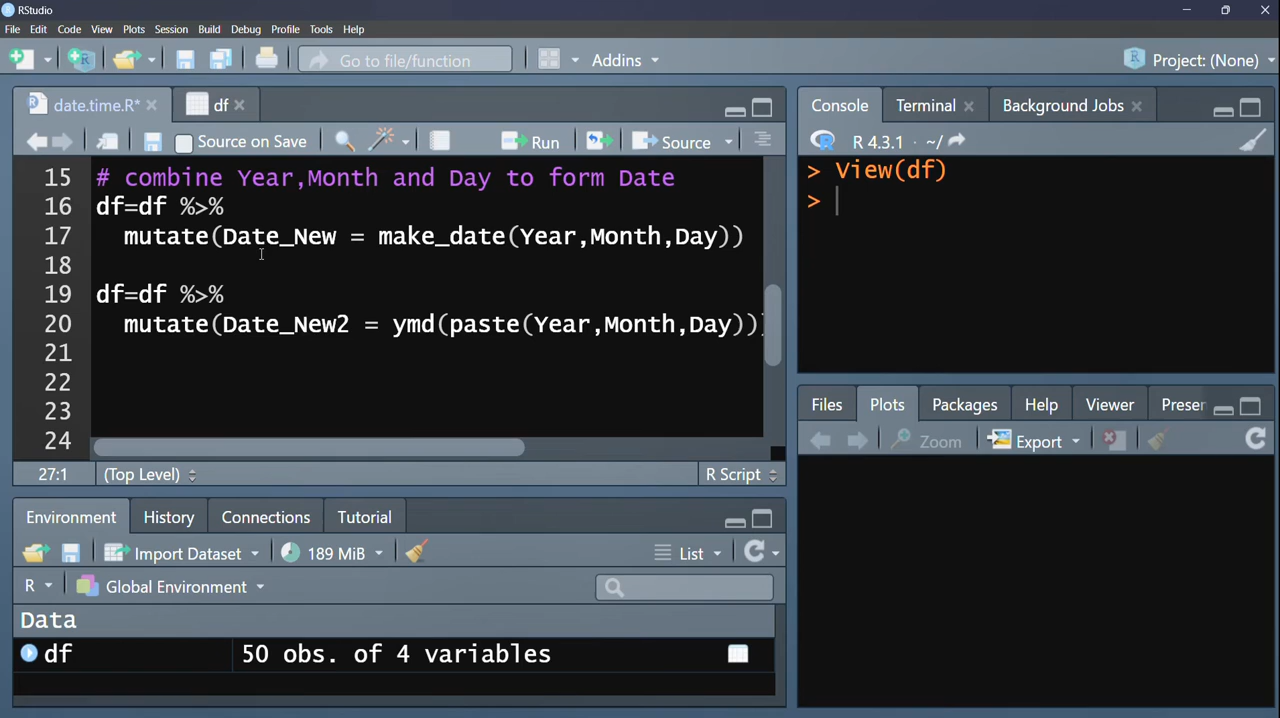 RStudio
File Edit Code View Plots Session Build Debug Profile Tools Help
Go to file/function Addins Project: (None)
date.time.R* df
Source on Save Run Source
15 # combine Year,Month and Day to form Date
16 df=df %>%
17 mutate(Date_New = make_date(Year,Month,Day))
18
19 df=df %>%
20 mutate(Date_New2 = ymd(paste(Year,Month,Day)))
21
22
23
24
27:1 (Top Level) R Script
Environment History Connections Tutorial
Import Dataset 189 MiB List
R Global Environment
Data
df 50 obs. of 4 variables
Console Terminal Background Jobs
R 4.3.1 · ~/
> View(df)
>
Files Plots Packages Help Viewer Presen
Zoom Export